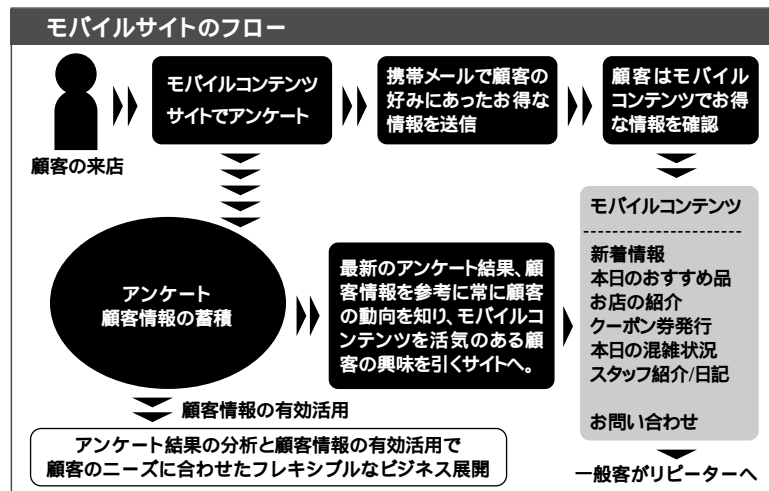 モバイルサイトのフロー
顧客の来店
モバイルコンテンツ
サイトでアンケート
携帯メールで顧客の
好みにあったお得な
情報を送信
顧客はモバイル
コンテンツでお得
な情報を確認
アンケート
顧客情報の蓄積
最新のアンケート結果、顧
客情報を参考に常に顧客
の動向を知り、モバイルコ
ンテンツを活気のある顧
客の興味を引くサイトへ。
モバイルコンテンツ
新着情報
本日のおすすめ品
お店の紹介
クーポン券発行
本日の混雑状況
スタッフ紹介/日記
お問い合わせ
顧客情報の有効活用
アンケート結果の分析と顧客情報の有効活用で
顧客のニーズに合わせたフレキシブルなビジネス展開
一般客がリピーターへ